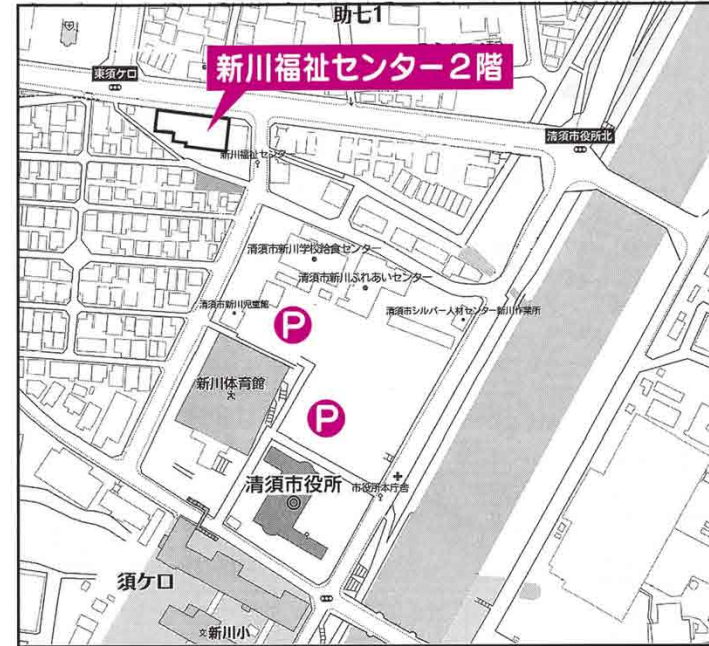 助七1
新川福祉センター2階
東須ケ口
清須市役所北
新川福祉センター
清須市新川学校給食センター
清須市新川ふれあいセンター
清須市新川児童館
清須市シルバー人材センター新川作業所
P
新川体育館
P
清須市役所
市役所本庁舎
須ケ口
文新川小